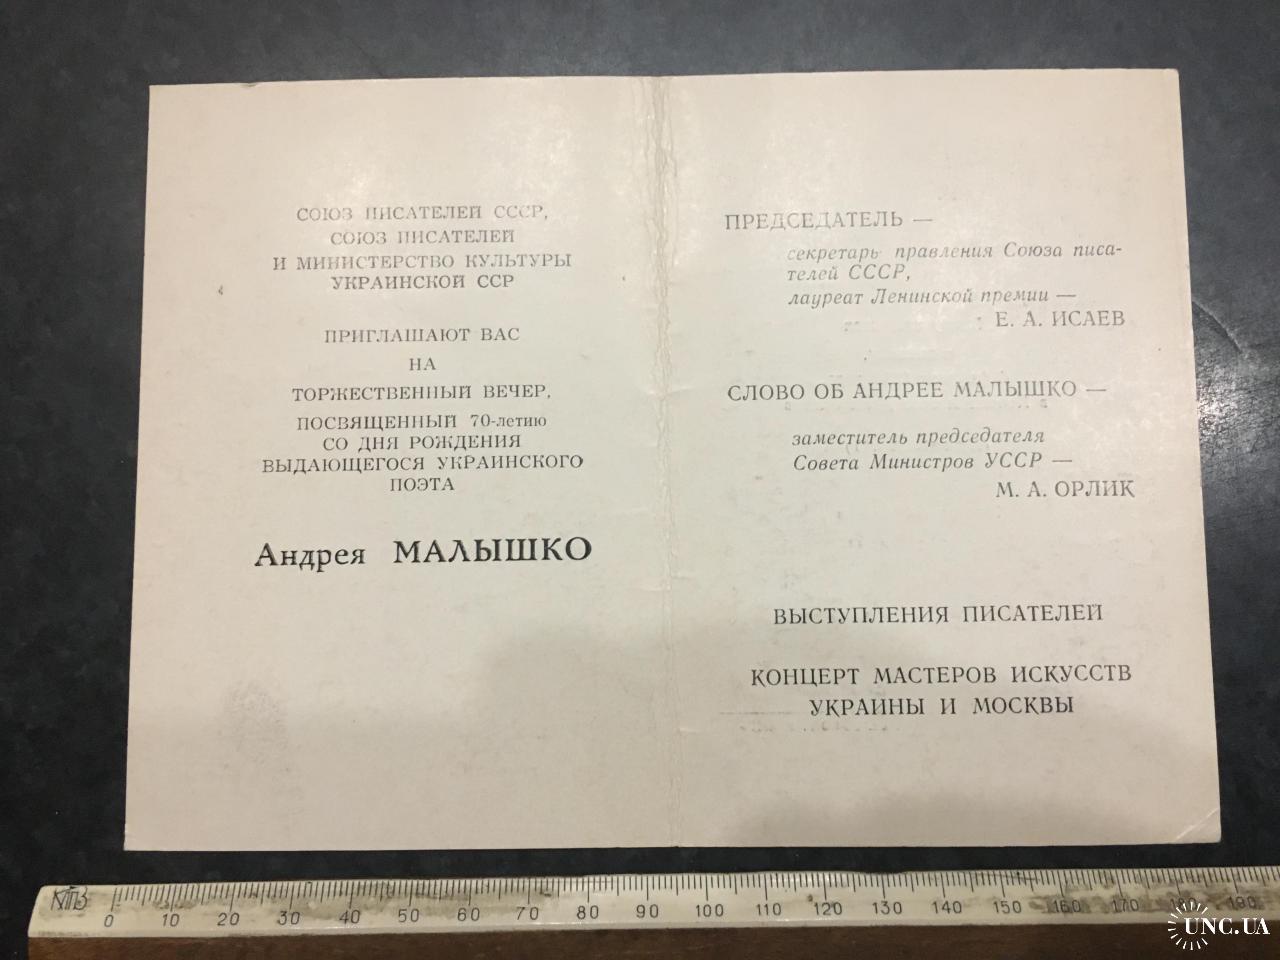 СОЮЗ ПИСАТЕЛЕЙ СССР,
СОЮЗ ПИСАТЕЛЕЙ
И МИНИСТЕРСТВО КУЛЬТУРЫ
УКРАИНСКОЙ ССР
ПРИГЛАШАЮТ ВАС
НА
ТОРЖЕСТВЕННЫЙ ВЕЧЕР,
ПОСВЯЩЕННЫЙ 70-летию
СО ДНЯ РОЖДЕНИЯ
ВЫДАЮЩЕГОСЯ УКРАИНСКОГО
ПОЭТА
Андрея МАЛЫШКО
ПРЕДСЕДАТЕЛЬ —
секретарь правления Союза писа-
телей СССР,
лауреат Ленинской премии —
Е. А. ИСАЕВ
СЛОВО ОБ АНДРЕЕ МАЛЫШКО —
заместитель председателя
Совета Министров УССР —
М. А. ОРЛИК
ВЫСТУПЛЕНИЯ ПИСАТЕЛЕЙ
КОНЦЕРТ МАСТЕРОВ ИСКУССТВ
УКРАИНЫ И МОСКВЫ
0 10 20 30 40 50 60 70 80 90 100 110 120 130 140 150 160 170 180 190
UNC.UA